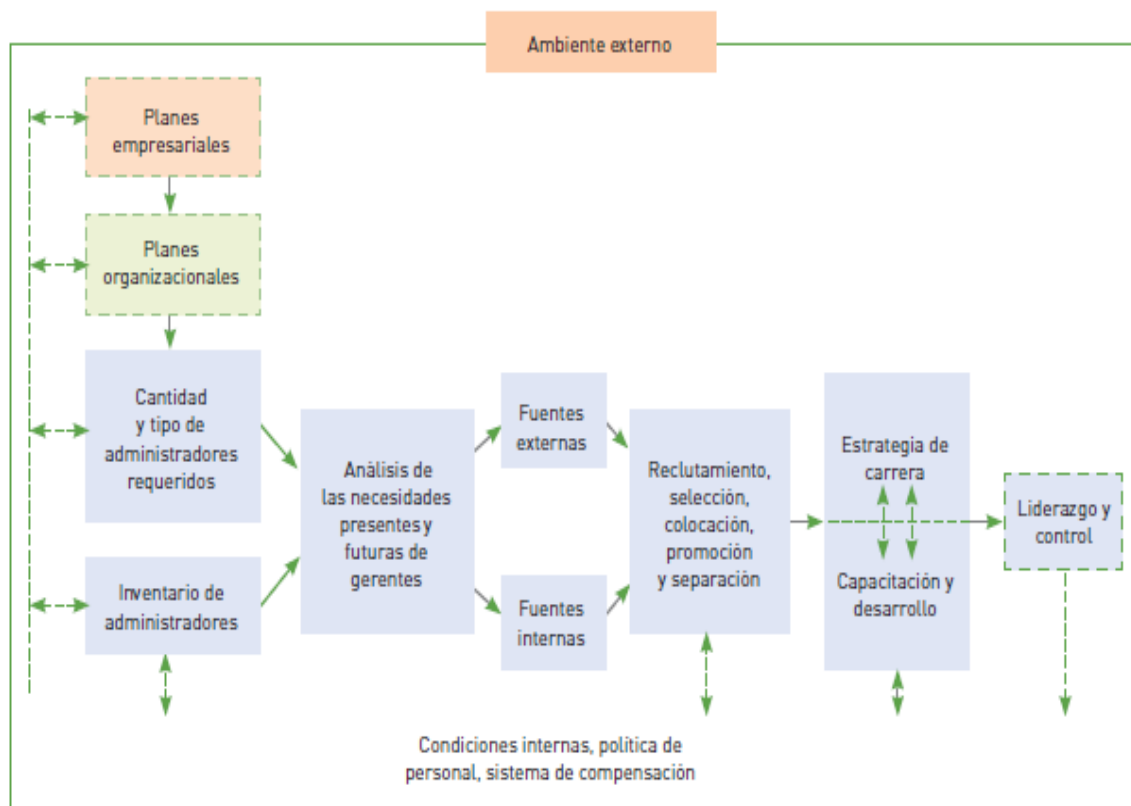 Ambiente externo
Planes
empresariales
Planes
organizacionales
Cantidad
y tipo de
administradores
requeridos
Inventario de
administradores
Análisis de
las necesidades
presentes y
futuras de
gerentes
Fuentes
externas
Fuentes
internas
Reclutamiento,
selección,
colocación,
promoción
y separación
Estrategia de
carrera
Capacitación y
desarrollo
Liderazgo y
control
Condiciones internas, política de
personal, sistema de compensación